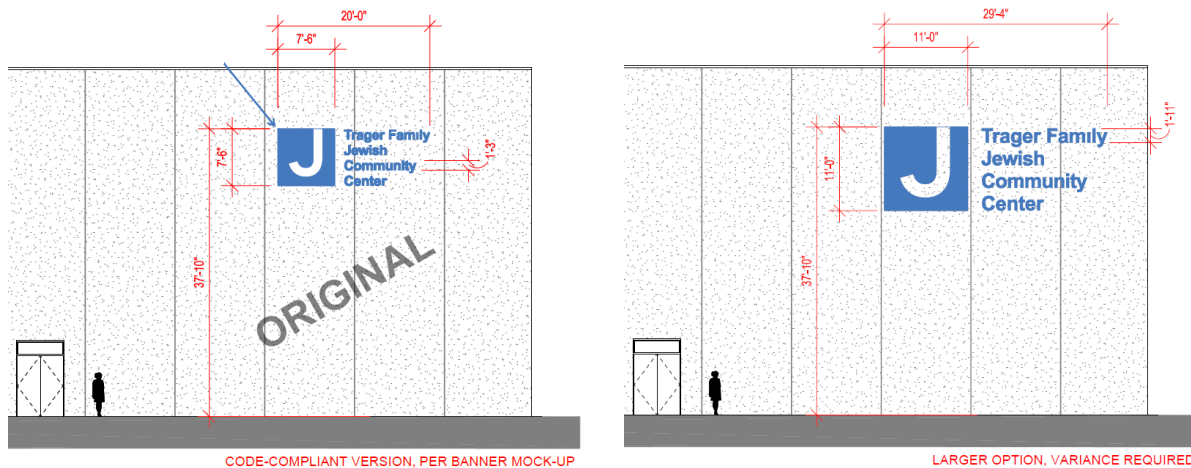 20'-0"
7'-6"
7'-6"
J
Trager Family
Jewish
Community
Center
1'-3"
37'-10"
ORIGINAL
CODE-COMPLIANT VERSION, PER BANNER MOCK-UP
29'-4"
11'-0"
11'-0"
J
Trager Family
Jewish
Community
Center
1'-11"
37'-10"
LARGER OPTION, VARIANCE REQUIRED